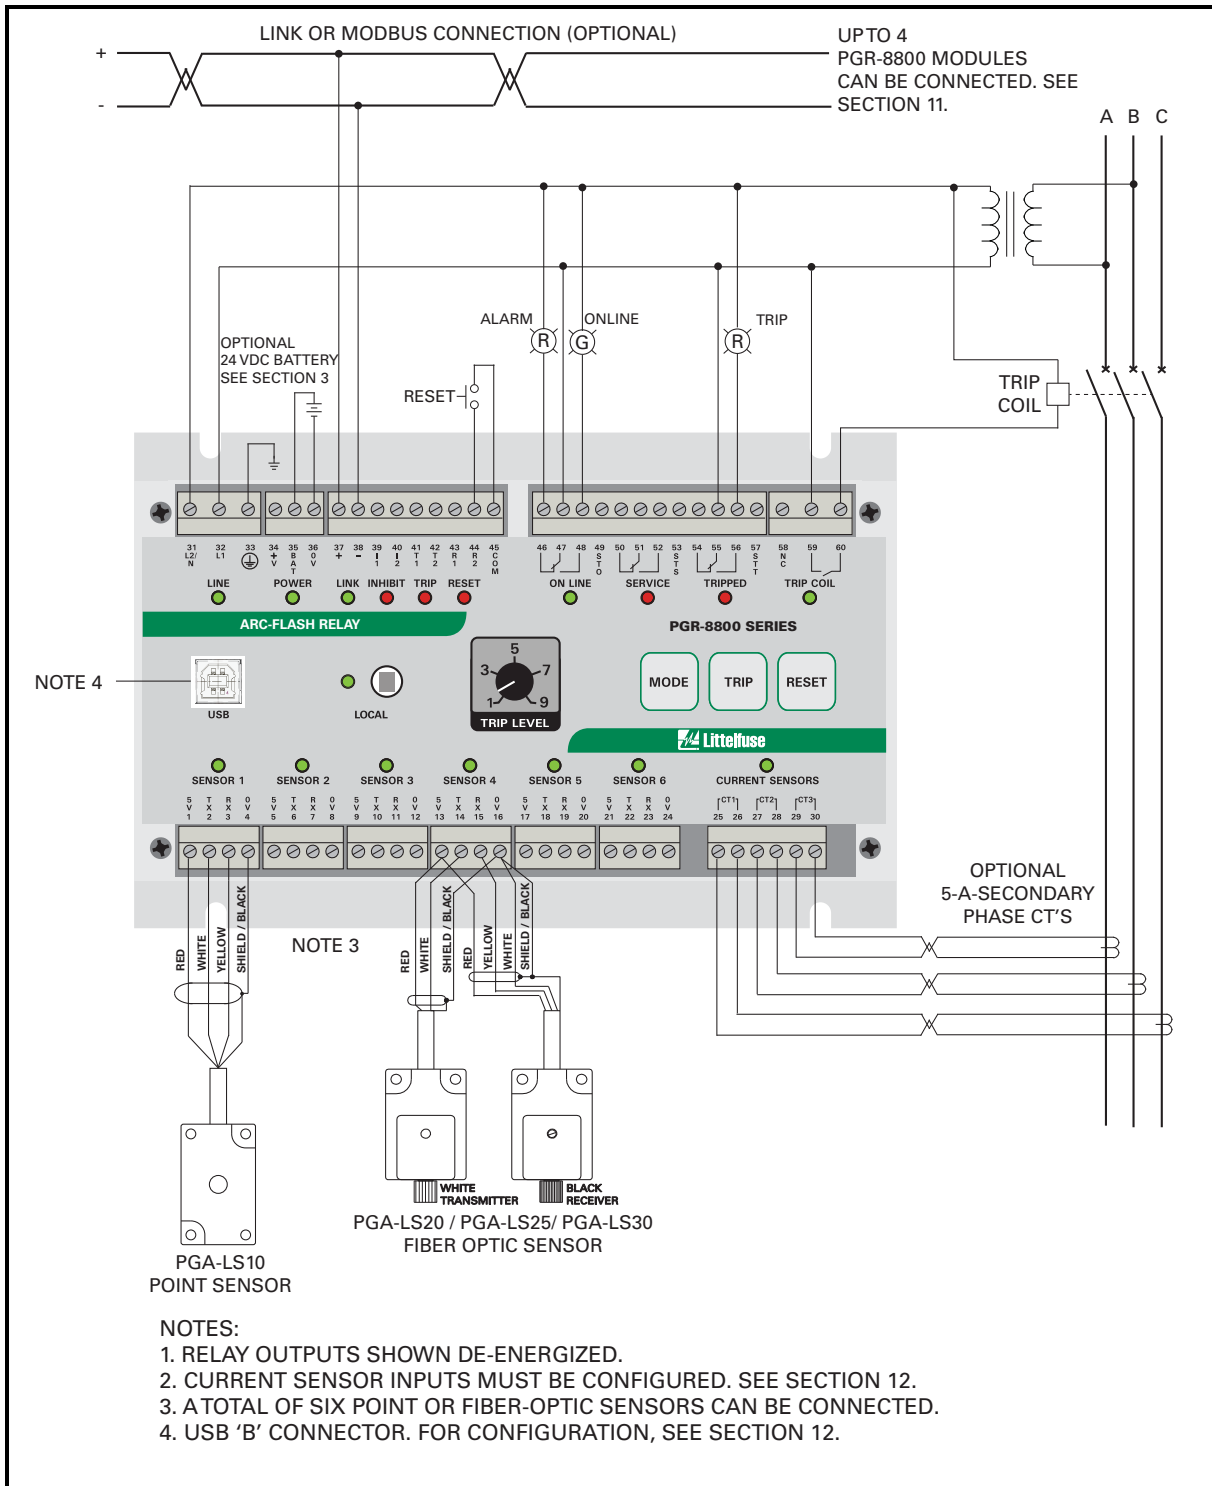 LINK OR MODBUS CONNECTION (OPTIONAL)
+
-
UP TO 4
PGR-8800 MODULES
CAN BE CONNECTED. SEE
SECTION 11.
A B C
ALARM
R
G
ONLINE
R
TRIP
OPTIONAL
24 VDC BATTERY
SEE SECTION 3
RESET
TRIP
COIL
31 32 33 34 35 36 37 38 39 40 41 42 43 44 45
L2/N L1 +V BAT 0V + - I1 I2 T1 T2 R1 R2 COM
46 47 48 49 50 51 52 53 54 55 56 57 58 59 60
STO STS STT NC
LINE POWER LINK INHIBIT TRIP RESET ON LINE SERVICE TRIPPED TRIP COIL
ARC-FLASH RELAY
PGR-8800 SERIES
NOTE 4
USB
LOCAL
1 3 5 7 9
TRIP LEVEL
MODE TRIP RESET
Littelfuse
SENSOR 1 SENSOR 2 SENSOR 3 SENSOR 4 SENSOR 5 SENSOR 6 CURRENT SENSORS
5V TX RX 0V 5V TX RX 0V 5V TX RX 0V 5V TX RX 0V 5V TX RX 0V 5V TX RX 0V CT1 CT2 CT3
1 2 3 4 5 6 7 8 9 10 11 12 13 14 15 16 17 18 19 20 21 22 23 24 25 26 27 28 29 30
OPTIONAL
5-A-SECONDARY
PHASE CT'S
NOTE 3
RED
WHITE
YELLOW
SHIELD / BLACK
RED
WHITE
SHIELD / BLACK
RED
YELLOW
WHITE
SHIELD / BLACK
WHITE
TRANSMITTER
BLACK
RECEIVER
PGA-LS20 / PGA-LS25/ PGA-LS30
FIBER OPTIC SENSOR
PGA-LS10
POINT SENSOR
NOTES:
1. RELAY OUTPUTS SHOWN DE-ENERGIZED.
2. CURRENT SENSOR INPUTS MUST BE CONFIGURED. SEE SECTION 12.
3. A TOTAL OF SIX POINT OR FIBER-OPTIC SENSORS CAN BE CONNECTED.
4. USB ‘B’ CONNECTOR. FOR CONFIGURATION, SEE SECTION 12.